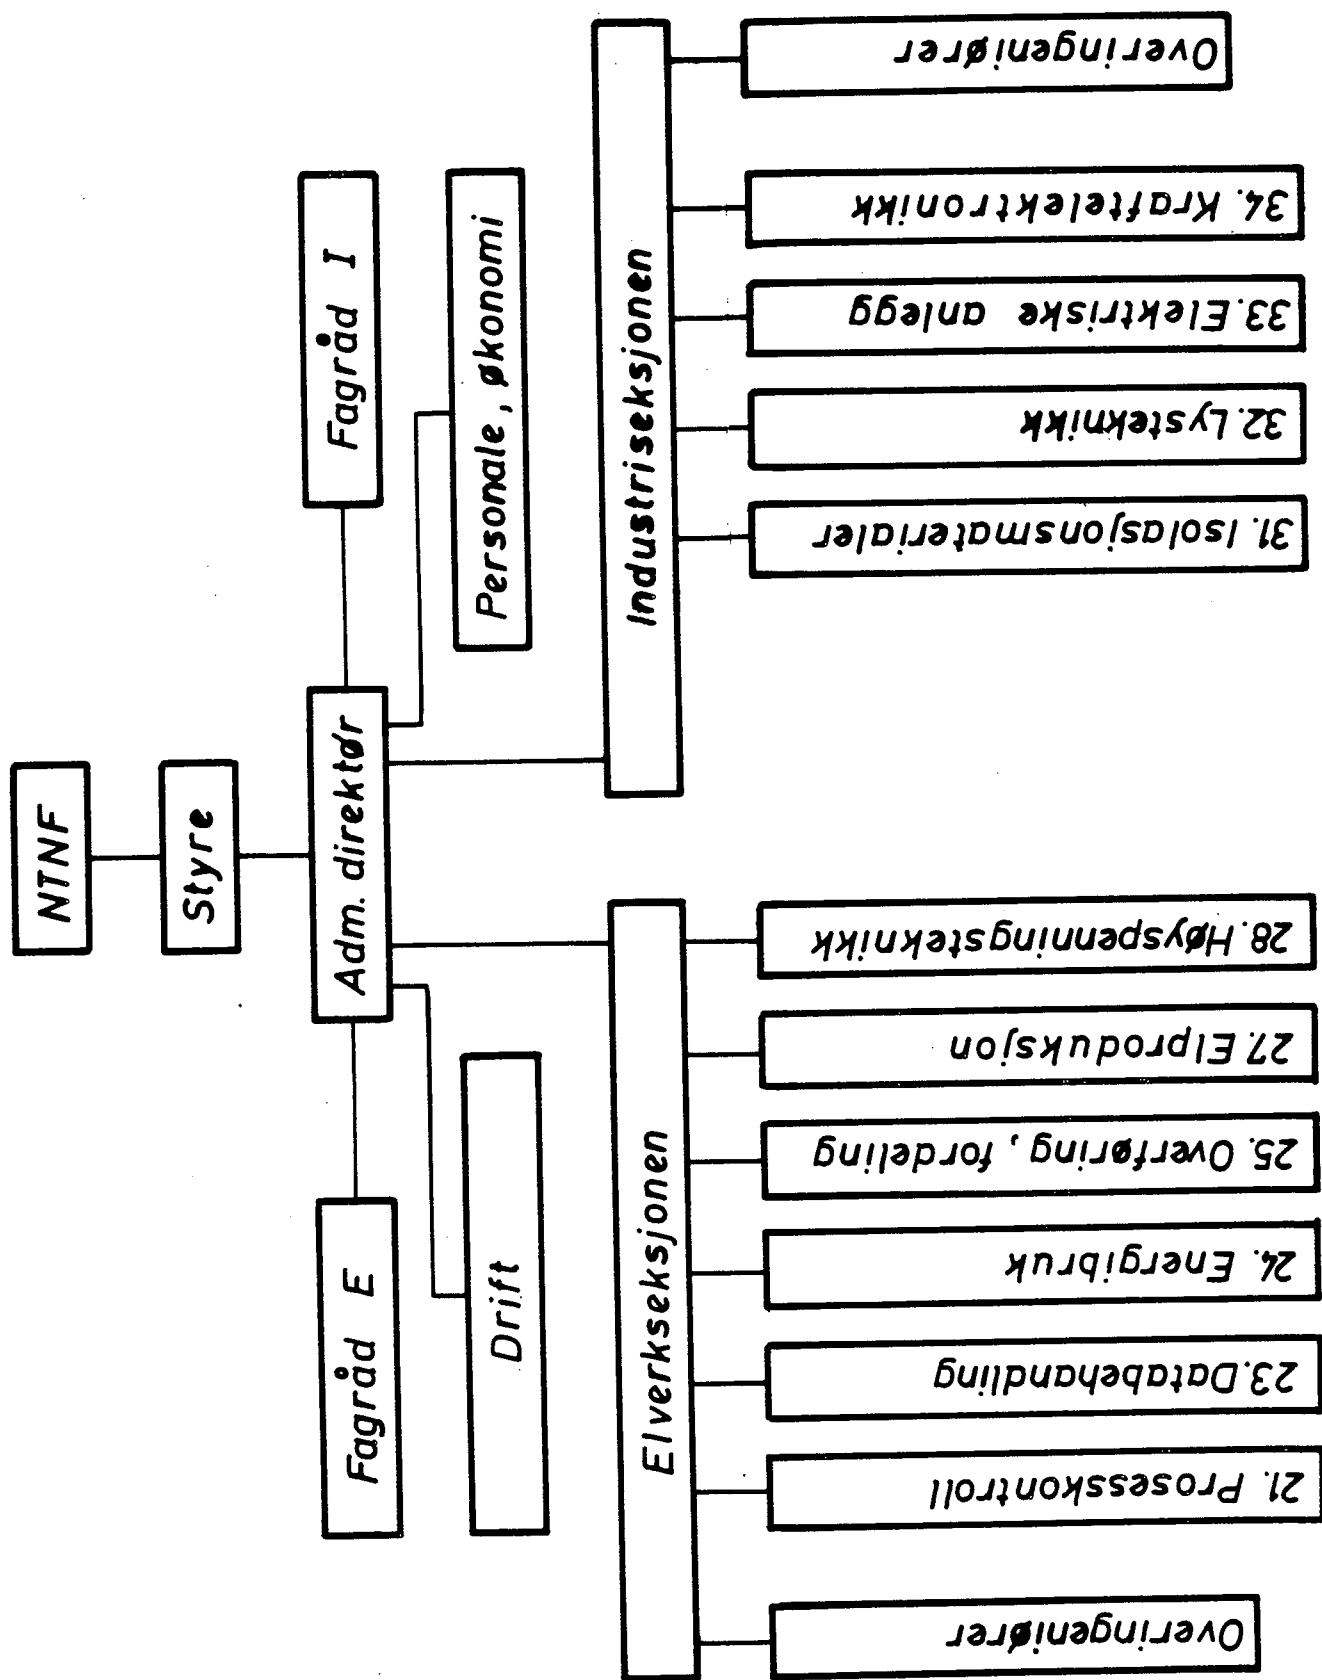 NTNF
Styre
Adm. direktør
Fagråd E
Fagråd I
Drift
Personale, økonomi
Elverkseksjonen
Industriseksjonen
Overingeniører
21. Prosesskontroll
23. Databehandling
24. Energibruk
25. Overføring, fordeling
27. Elproduksjon
28. Høyspenningsteknikk
31. Isolasjonsmaterialer
32. Lysteknikk
33. Elektriske anlegg
34. Kraftelektronikk
Overingeniører